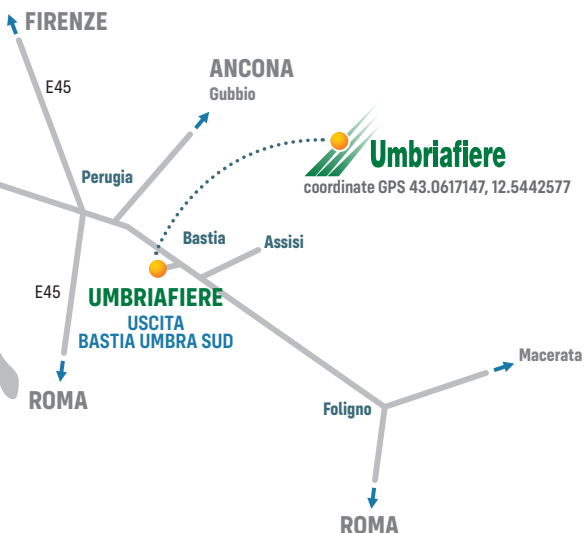 FIRENZE
E45
ANCONA
Gubbio
Umbriafiere
coordinate GPS 43.0617147, 12.5442577
Perugia
Bastia
Assisi
E45
UMBRIAFIERE
USCITA
BASTIA UMBRA SUD
Macerata
ROMA
Foligno
ROMA